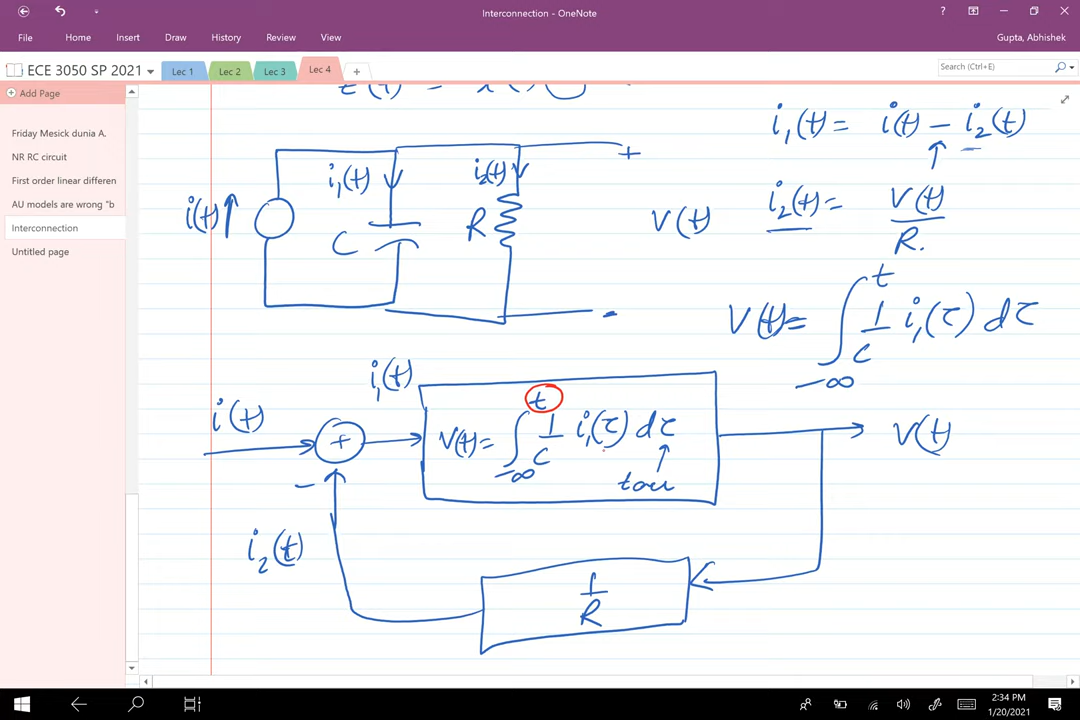 Interconnection - OneNote
Gupta, Abhishek
File Home Insert Draw History Review View
ECE 3050 SP 2021
Lec 1 Lec 2 Lec 3 Lec 4
Search (Ctrl+E)
Add Page
Friday Mesick dunia A.
NR RC circuit
First order linear differen
AU models are wrong "b
Interconnection
Untitled page
i₁(t) = i(t) − i₂(t)
i(t) i₁(t) C i₂(t) R + V(t) -
i₂(t) = V(t)/R.
V(t) = ∫_{-∞}^{t} 1/C i₁(τ) dτ
i(t) + i₁(t)
V(t) = ∫_{-∞}^{t} 1/C i₁(τ) dτ
tau
V(t)
−
i₂(t)
1/R
2:34 PM
1/20/2021